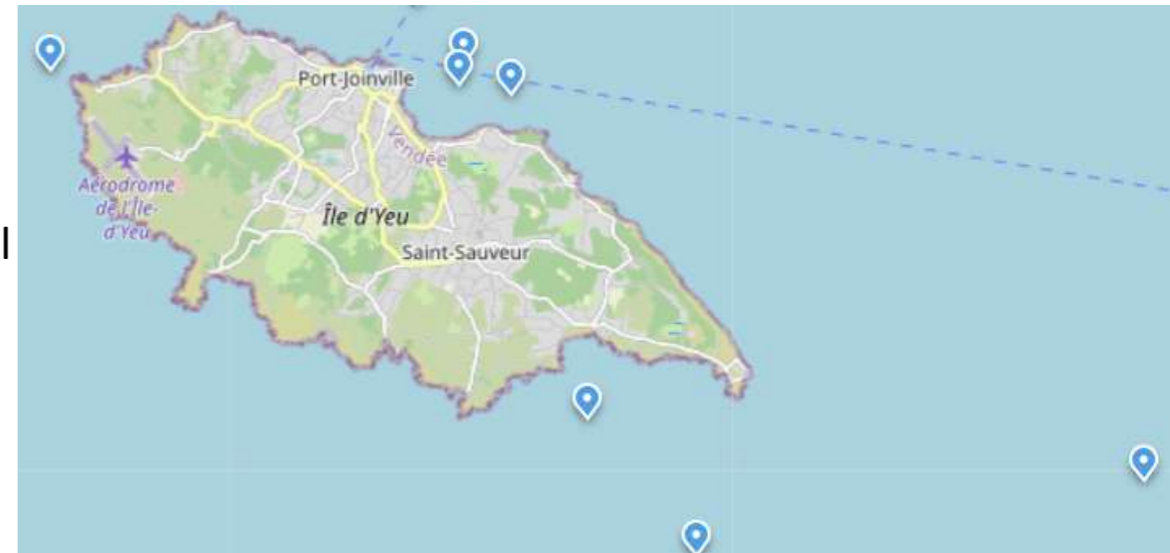 Port-Joinville
Vendée
Aérodrome
de l'Île-
d'Yeu
Île d'Yeu
Saint-Sauveur
l